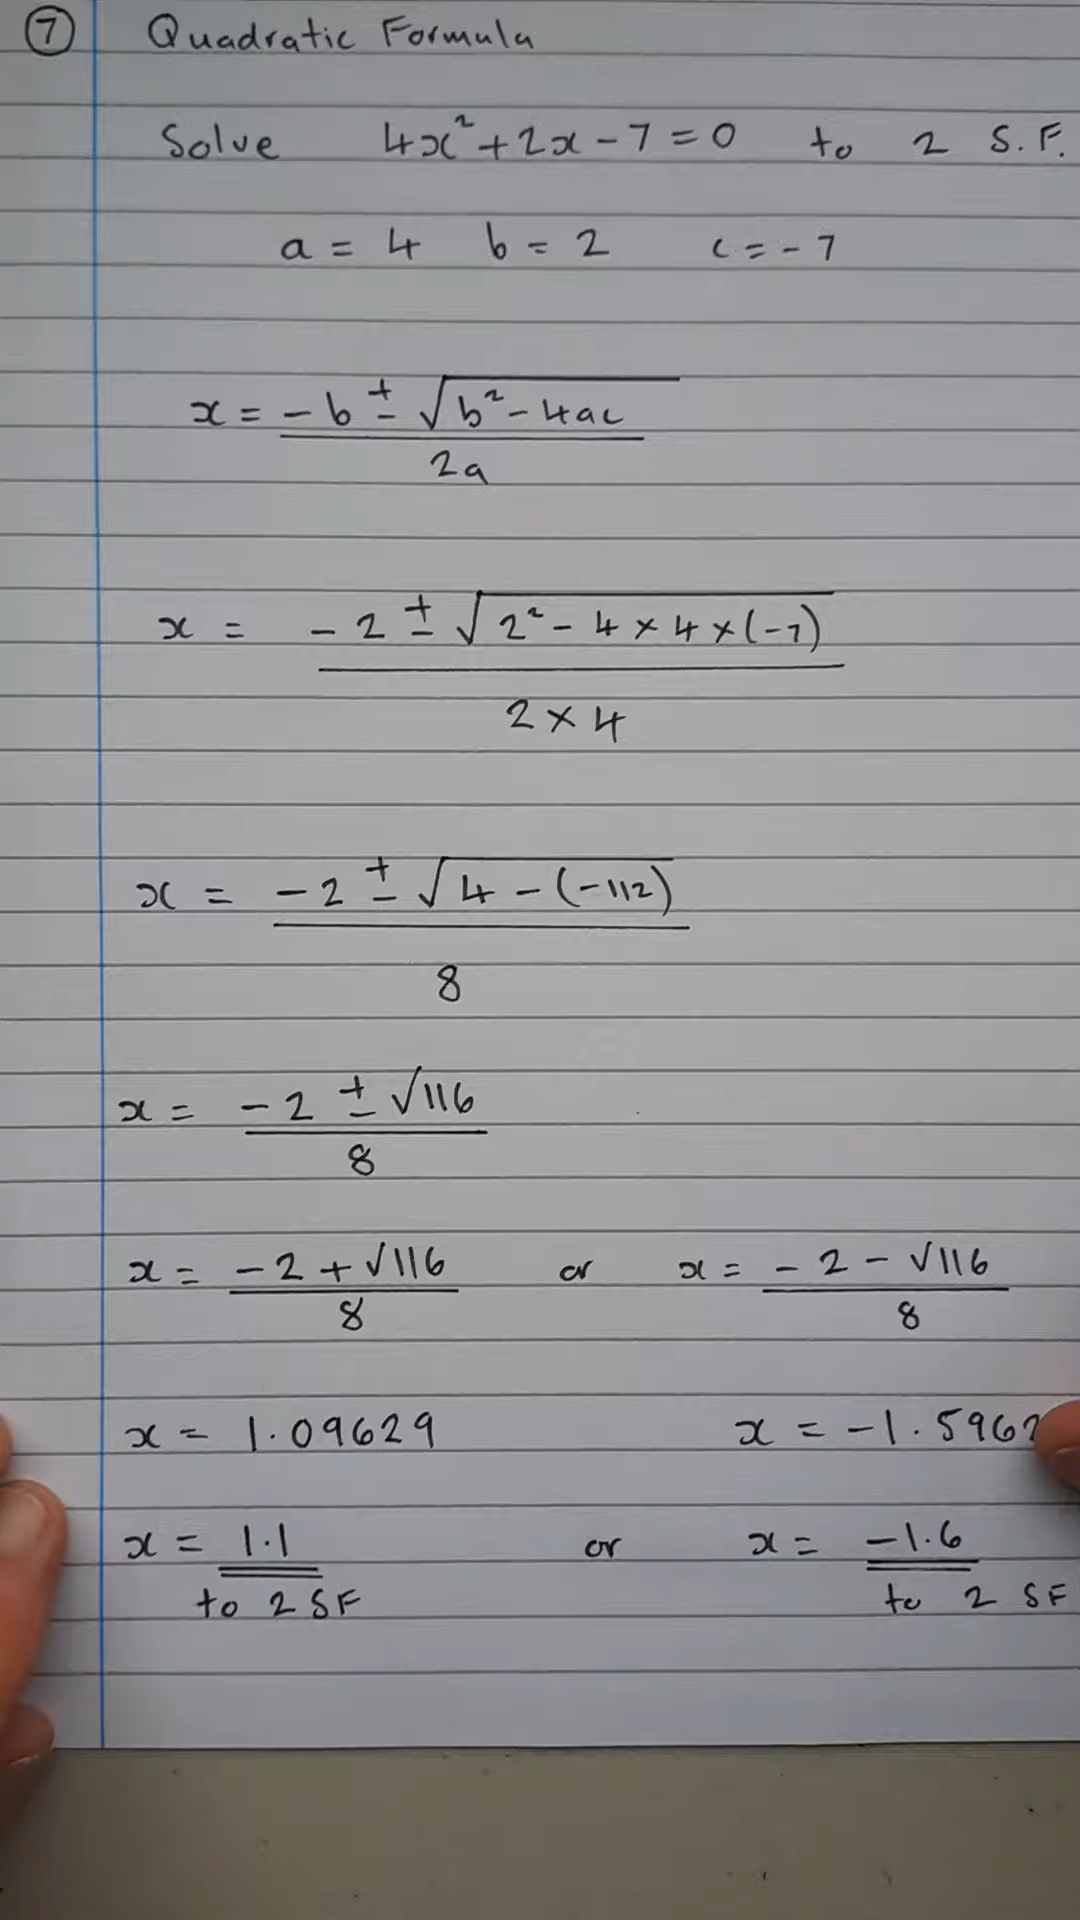 ⑦ Quadratic Formula
Solve 4x² + 2x - 7 = 0 to 2 S.F.
a = 4 b = 2 c = - 7
x = - b ± √b² - 4ac
2a
x = - 2 ± √2² - 4 × 4 × (-7)
2 × 4
x = - 2 ± √4 - (-112)
8
x = - 2 ± √116
8
x = - 2 + √116 or x = - 2 - √116
8 8
x = 1.09629 x = -1.596
x = 1.1 or x = -1.6
to 2 SF to 2 SF